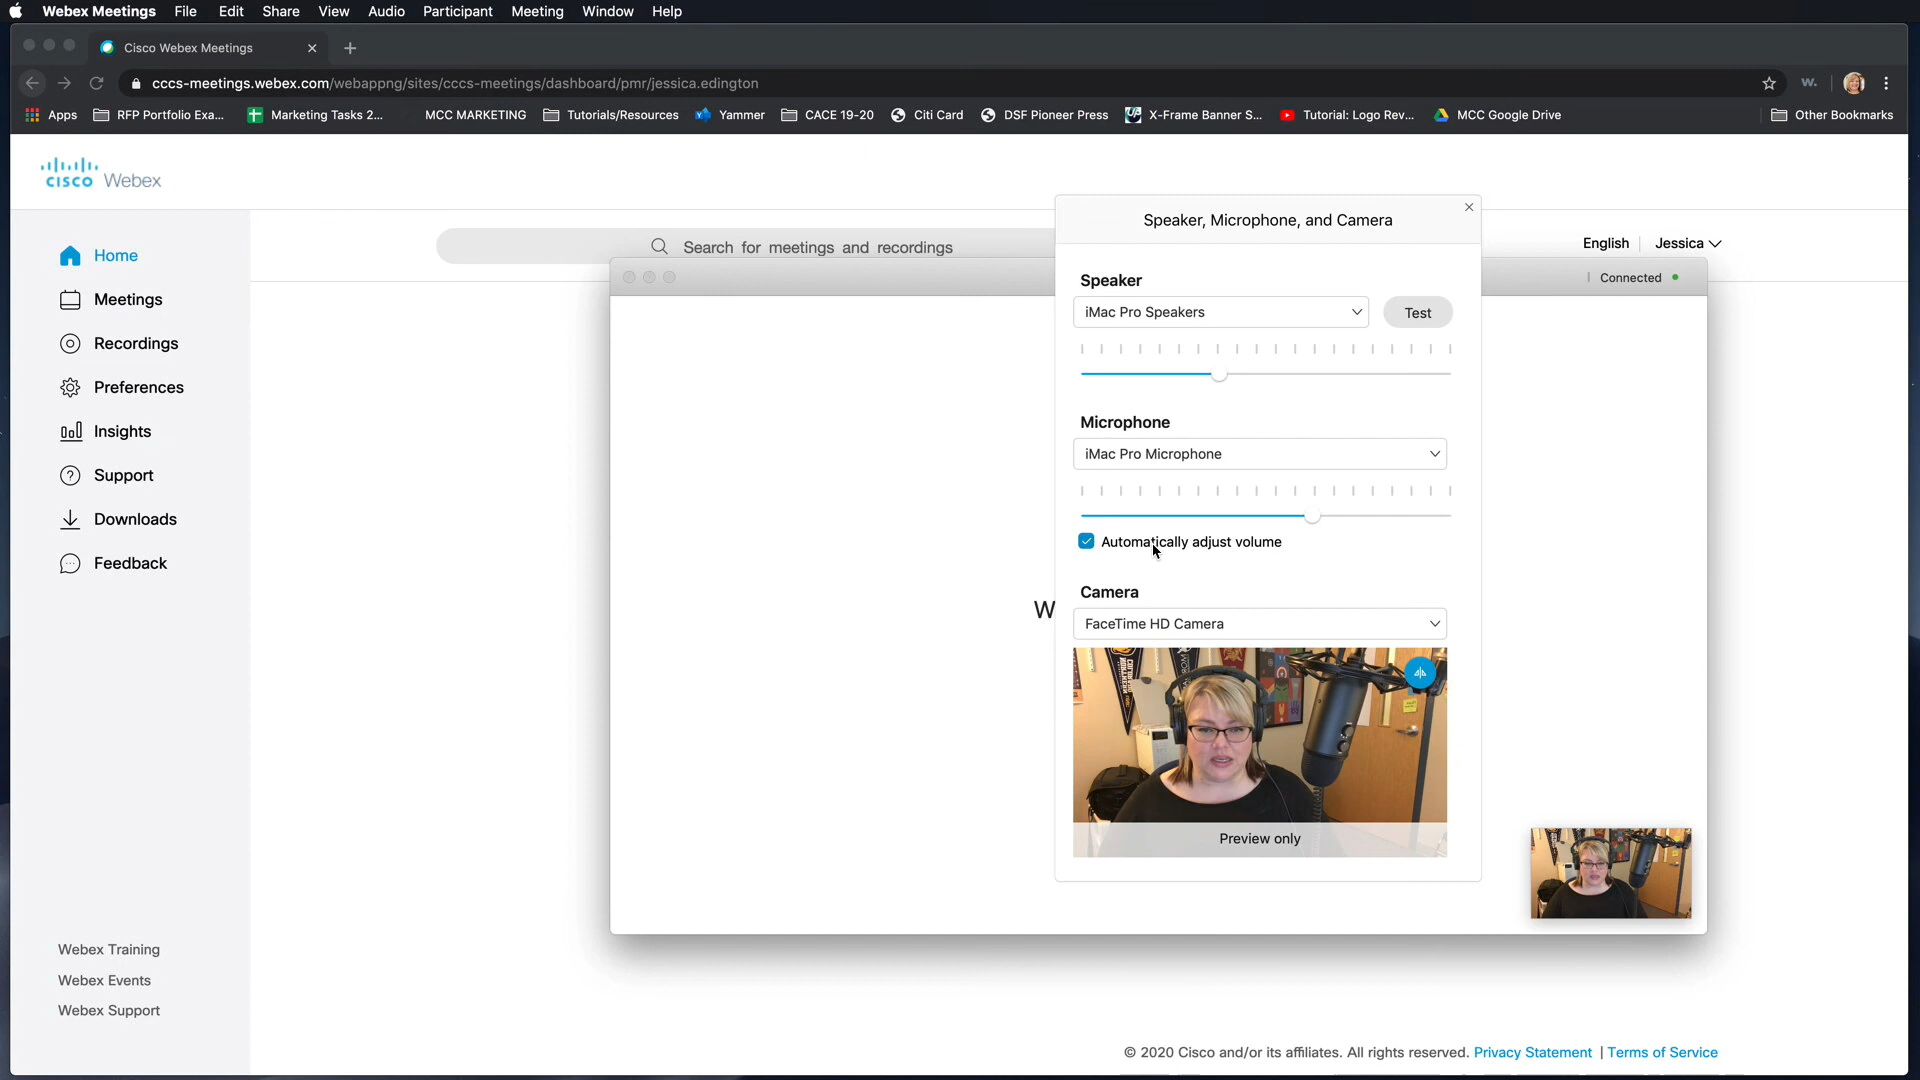 Webex Meetings File Edit Share View Audio Participant Meeting Window Help
Cisco Webex Meetings
cccs-meetings.webex.com/webappng/sites/cccs-meetings/dashboard/pmr/jessica.edington
W.
Apps RFP Portfolio Exa... Marketing Tasks 2... MCC MARKETING Tutorials/Resources Yammer CACE 19-20 Citi Card DSF Pioneer Press X-Frame Banner S... Tutorial: Logo Rev... MCC Google Drive Other Bookmarks
CISCO Webex
Search for meetings and recordings
English Jessica
Home
Meetings
Recordings
Preferences
Insights
Support
Downloads
Feedback
Webex Training
Webex Events
Webex Support
Connected
W
Speaker, Microphone, and Camera
Speaker
iMac Pro Speakers Test
Microphone
iMac Pro Microphone
Automatically adjust volume
Camera
FaceTime HD Camera
Preview only
© 2020 Cisco and/or its affiliates. All rights reserved. Privacy Statement | Terms of Service